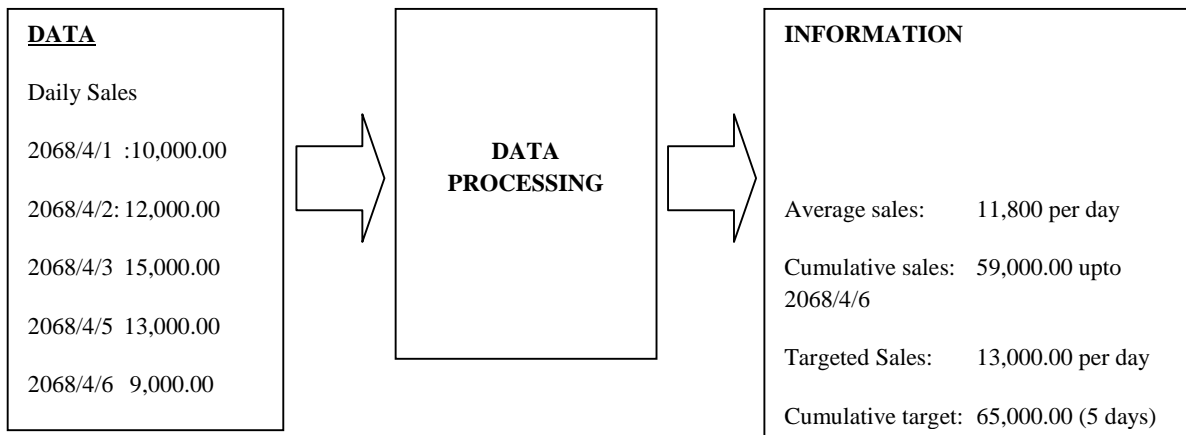 DATA
Daily Sales
2068/4/1 :10,000.00
2068/4/2: 12,000.00
2068/4/3 15,000.00
2068/4/5 13,000.00
2068/4/6 9,000.00
DATA
PROCESSING
INFORMATION
Average sales: 11,800 per day
Cumulative sales: 59,000.00 upto
2068/4/6
Targeted Sales: 13,000.00 per day
Cumulative target: 65,000.00 (5 days)